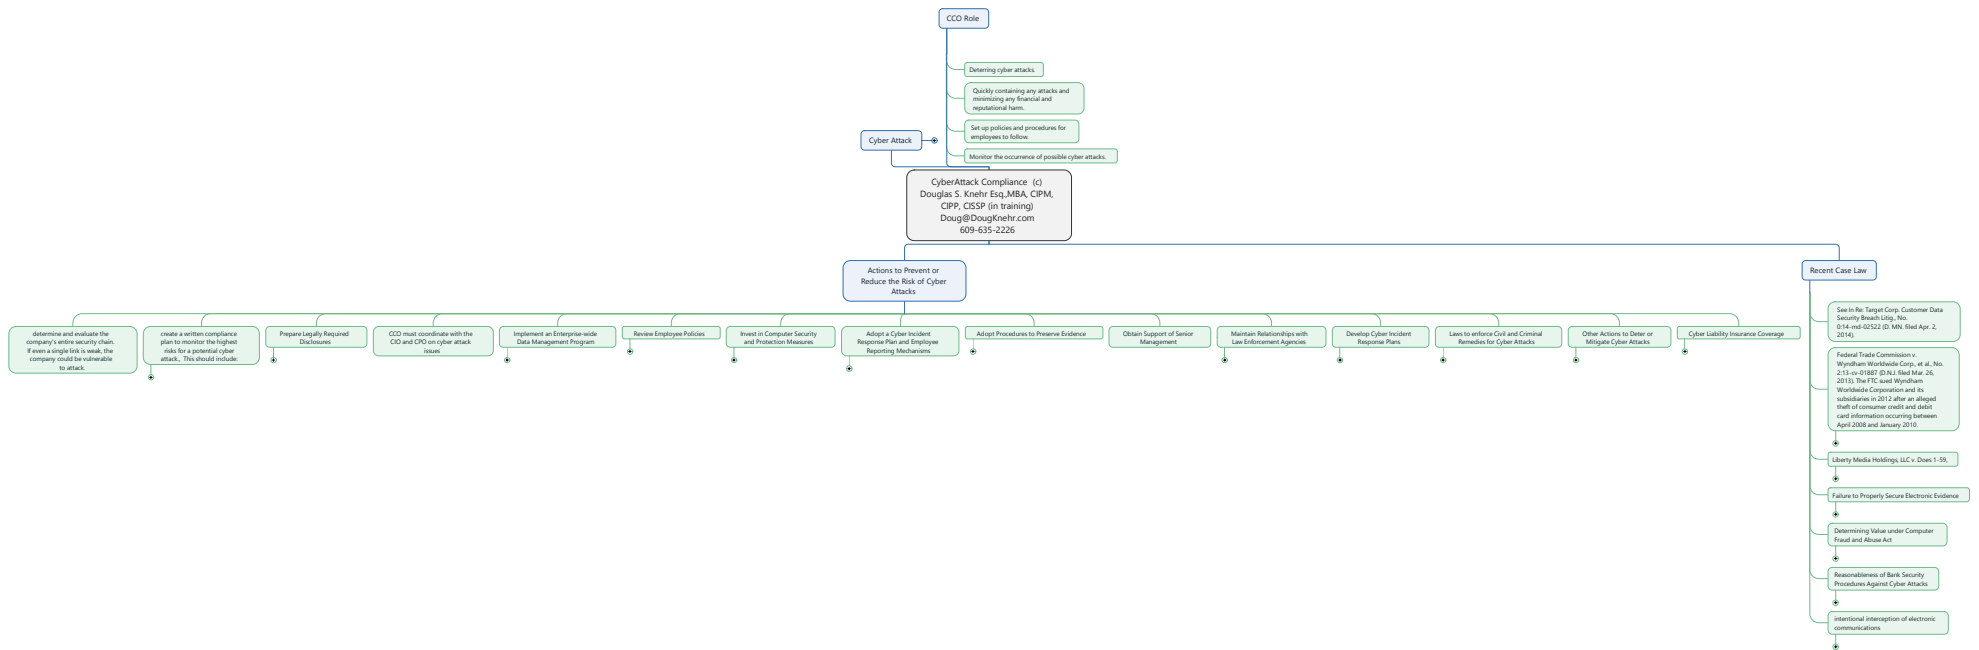 CCO Role
Deterring cyber attacks.
Quickly containing any attacks and
minimizing any financial and
reputational harm.
Set up policies and procedures for
employees to follow.
Cyber Attack
Monitor the occurrence of possible cyber attacks.
CyberAttack Compliance (c)
Douglas S. Knehr Esq.,MBA, CIPM,
CIPP, CISSP (in training)
Doug@DougKnehr.com
609-635-2226
Actions to Prevent or
Reduce the Risk of Cyber
Attacks
determine and evaluate the
company's entire security chain.
If even a single link is weak, the
company could be vulnerable
to attack.
create a written compliance
plan to monitor the highest
risks for a potential cyber
attack., This should include:
Prepare Legally Required
Disclosures
CCO must coordinate with the
CIO and CPO on cyber attack
issues
Implement an Enterprise-wide
Data Management Program
Review Employee Policies
Invest in Computer Security
and Protection Measures
Adopt a Cyber Incident
Response Plan and Employee
Reporting Mechanisms
Adopt Procedures to Preserve Evidence
Obtain Support of Senior
Management
Maintain Relationships with
Law Enforcement Agencies
Develop Cyber Incident
Response Plans
Laws to enforce Civil and Criminal
Remedies for Cyber Attacks
Other Actions to Deter or
Mitigate Cyber Attacks
Cyber Liability Insurance Coverage
Recent Case Law
See In Re: Target Corp. Customer Data
Security Breach Litig., No.
0:14-md-02522 (D. MN. filed Apr. 2,
2014).
Federal Trade Commission v.
Wyndham Worldwide Corp., et al., No.
2:13-cv-01887 (D.N.J. filed Mar. 26,
2013). The FTC sued Wyndham
Worldwide Corporation and its
subsidiaries in 2012 after an alleged
theft of consumer credit and debit
card information occurring between
April 2008 and January 2010.
Liberty Media Holdings, LLC v. Does 1-59,
Failure to Properly Secure Electronic Evidence
Determining Value under Computer
Fraud and Abuse Act
Reasonableness of Bank Security
Procedures Against Cyber Attacks
intentional interception of electronic
communications